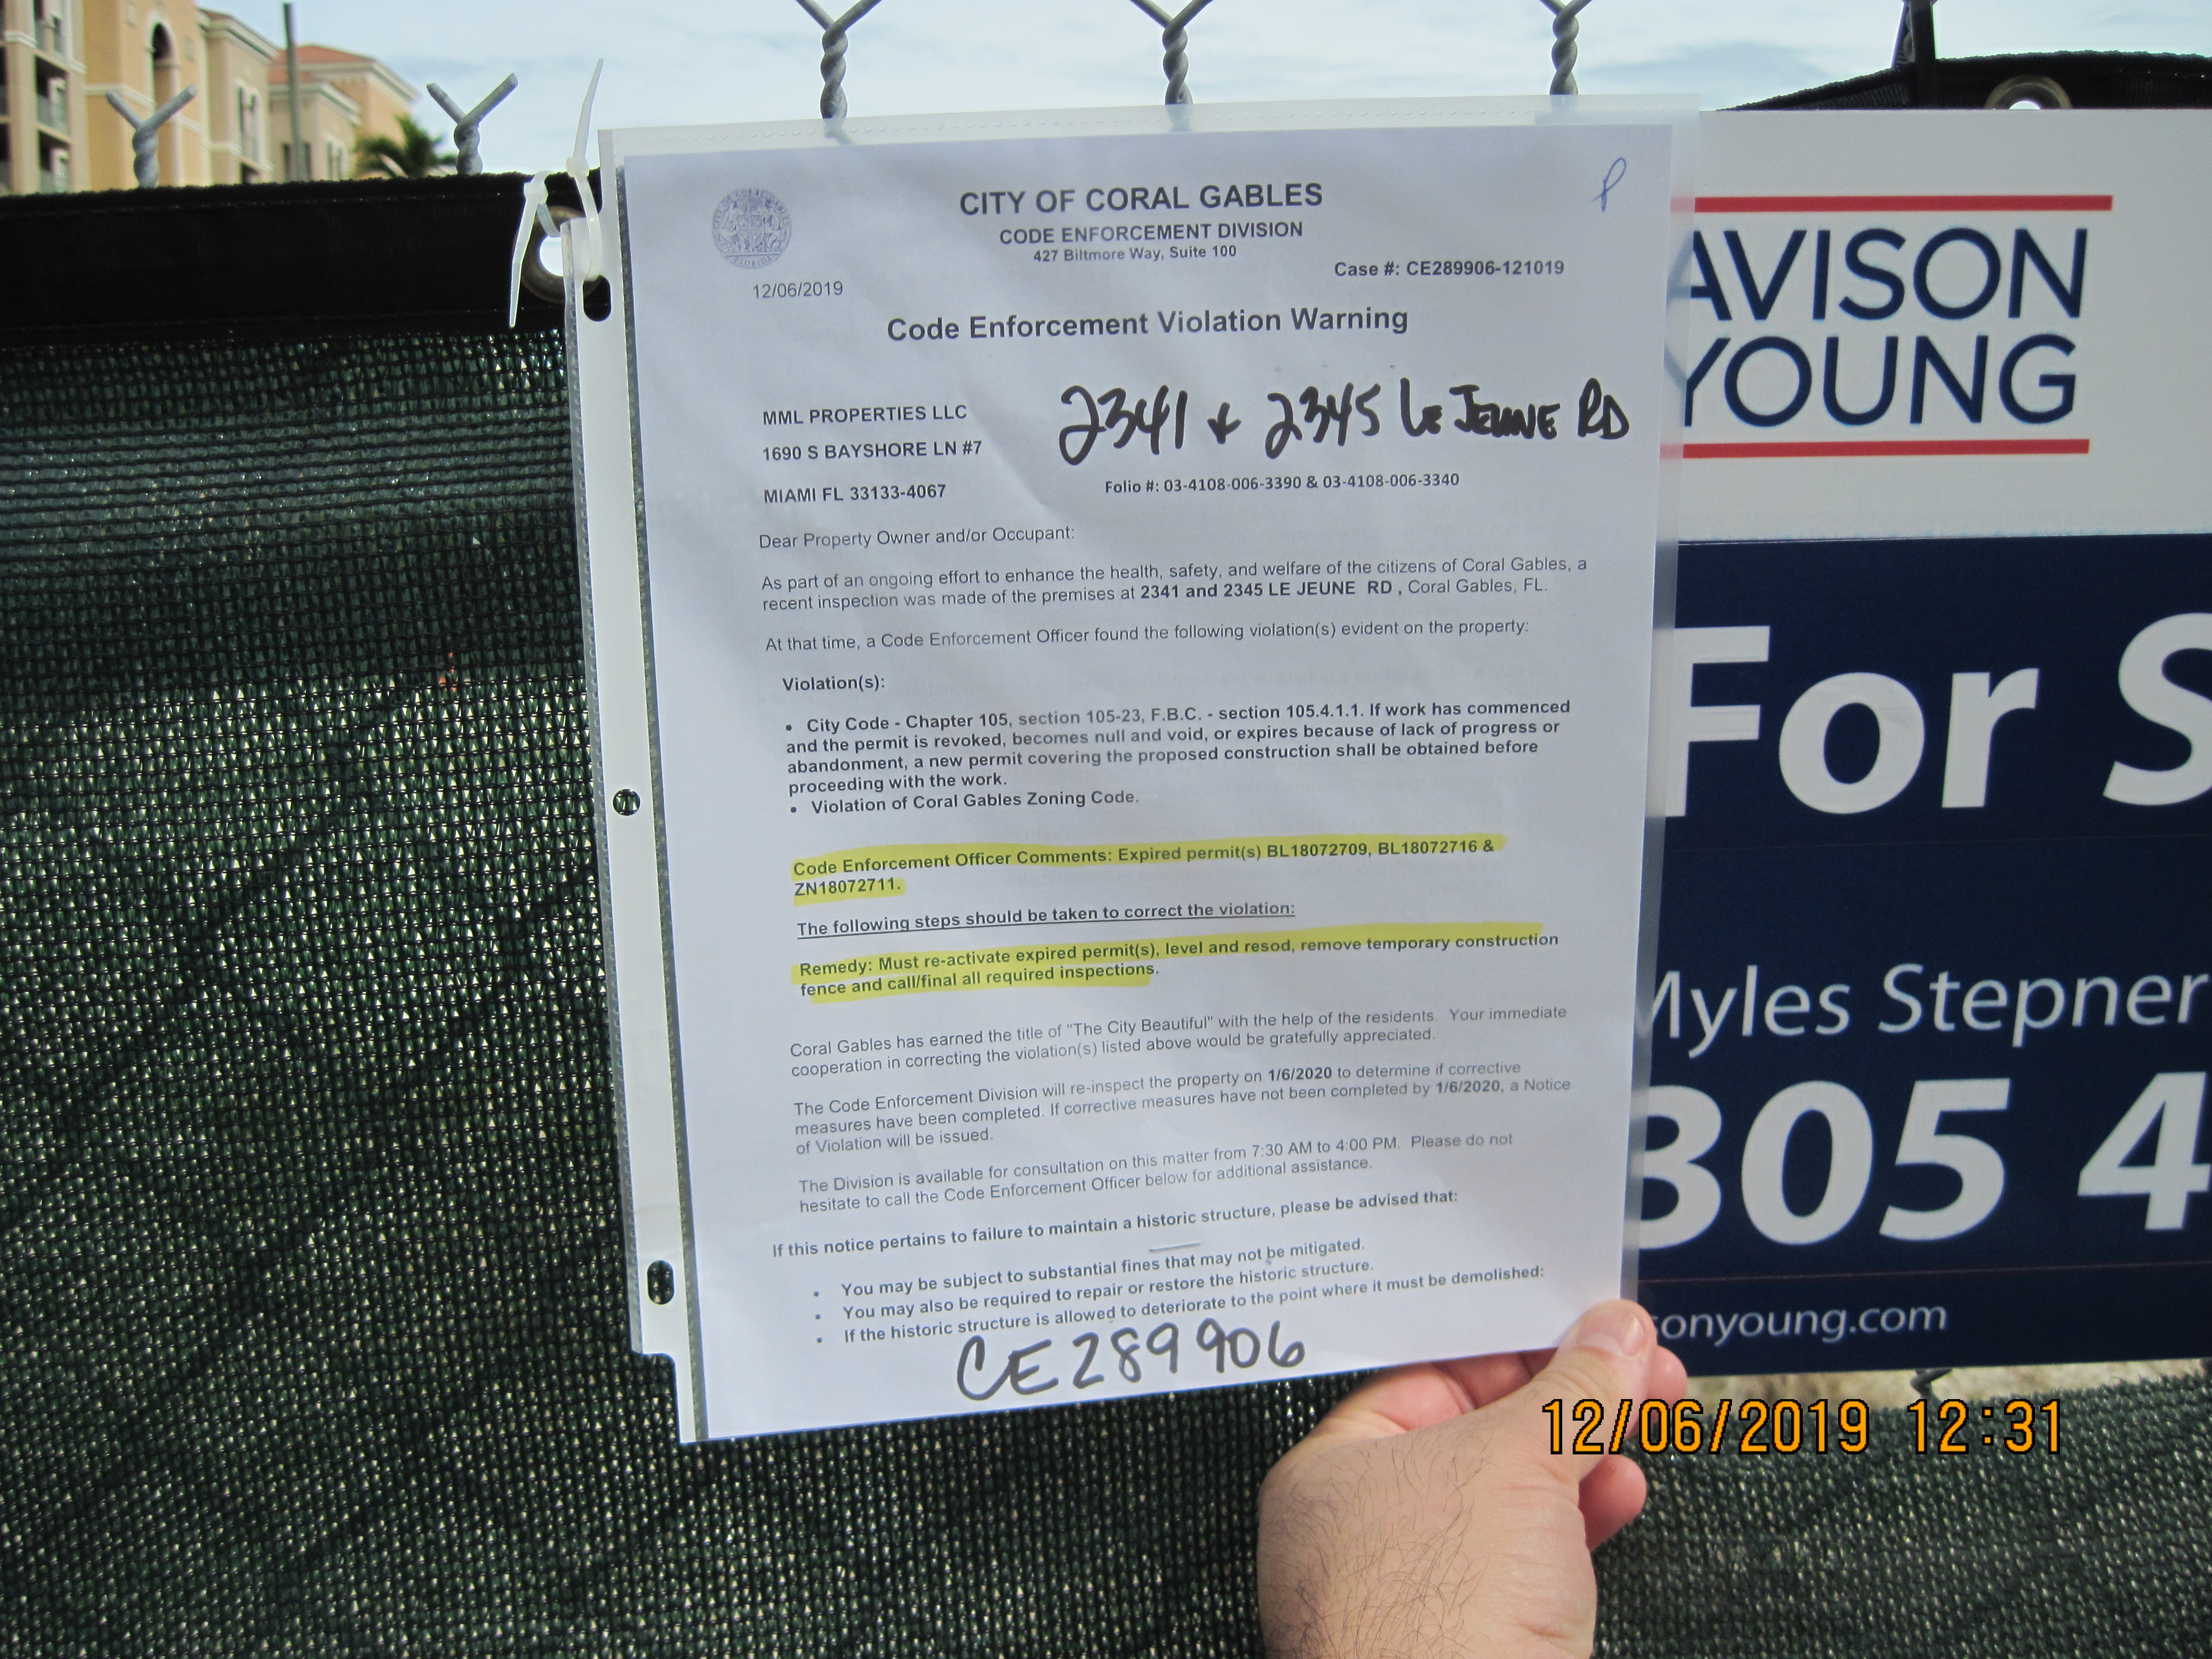 CITY OF CORAL GABLES
CODE ENFORCEMENT DIVISION
427 Biltmore Way, Suite 100
Case #: CE289906-121019
12/06/2019
Code Enforcement Violation Warning
MML PROPERTIES LLC
2341 & 2345 LE JEUNE RD
1690 S BAYSHORE LN #7
MIAMI FL 33133-4067
Folio #: 03-4108-006-3390 & 03-4108-006-3340
Dear Property Owner and/or Occupant:
As part of an ongoing effort to enhance the health, safety, and welfare of the citizens of Coral Gables, a
recent inspection was made of the premises at 2341 and 2345 LE JEUNE RD , Coral Gables, FL.
At that time, a Code Enforcement Officer found the following violation(s) evident on the property:
Violation(s):
• City Code - Chapter 105, section 105-23, F.B.C. - section 105.4.1.1. If work has commenced
and the permit is revoked, becomes null and void, or expires because of lack of progress or
abandonment, a new permit covering the proposed construction shall be obtained before
proceeding with the work.
• Violation of Coral Gables Zoning Code.
Code Enforcement Officer Comments: Expired permit(s) BL18072709, BL18072716 &
ZN18072711.
The following steps should be taken to correct the violation:
Remedy: Must re-activate expired permit(s), level and resod, remove temporary construction
fence and call/final all required inspections.
Coral Gables has earned the title of "The City Beautiful" with the help of the residents. Your immediate
cooperation in correcting the violation(s) listed above would be gratefully appreciated.
The Code Enforcement Division will re-inspect the property on 1/6/2020 to determine if corrective
measures have been completed. If corrective measures have not been completed by 1/6/2020, a Notice
of Violation will be issued.
The Division is available for consultation on this matter from 7:30 AM to 4:00 PM. Please do not
hesitate to call the Code Enforcement Officer below for additional assistance.
If this notice pertains to failure to maintain a historic structure, please be advised that:
• You may be subject to substantial fines that may not be mitigated.
• You may also be required to repair or restore the historic structure.
• If the historic structure is allowed to deteriorate to the point where it must be demolished:
CE289906
AVISON
YOUNG
For S
Myles Stepner
305 4
sonyoung.com
12/06/2019 12:31